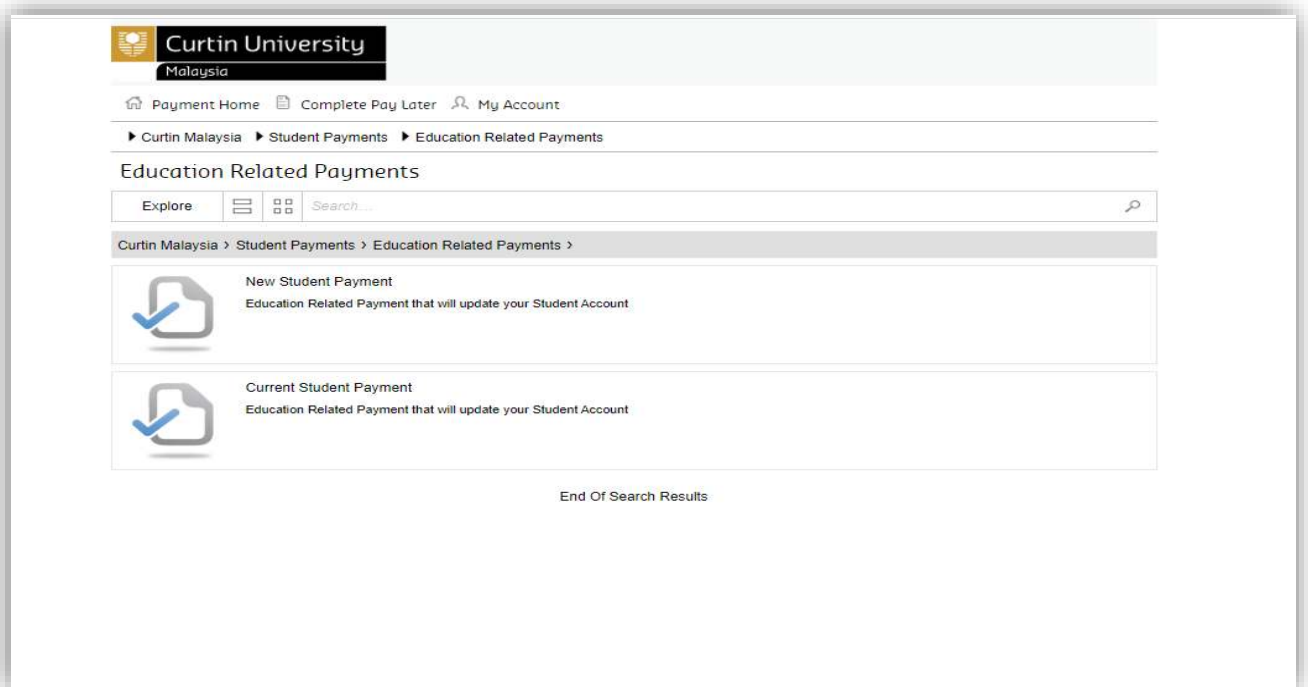 Curtin University
Malaysia
Payment Home Complete Pay Later My Account
Curtin Malaysia Student Payments Education Related Payments
Education Related Payments
Explore Search...
Curtin Malaysia > Student Payments > Education Related Payments >
New Student Payment
Education Related Payment that will update your Student Account
Current Student Payment
Education Related Payment that will update your Student Account
End Of Search Results